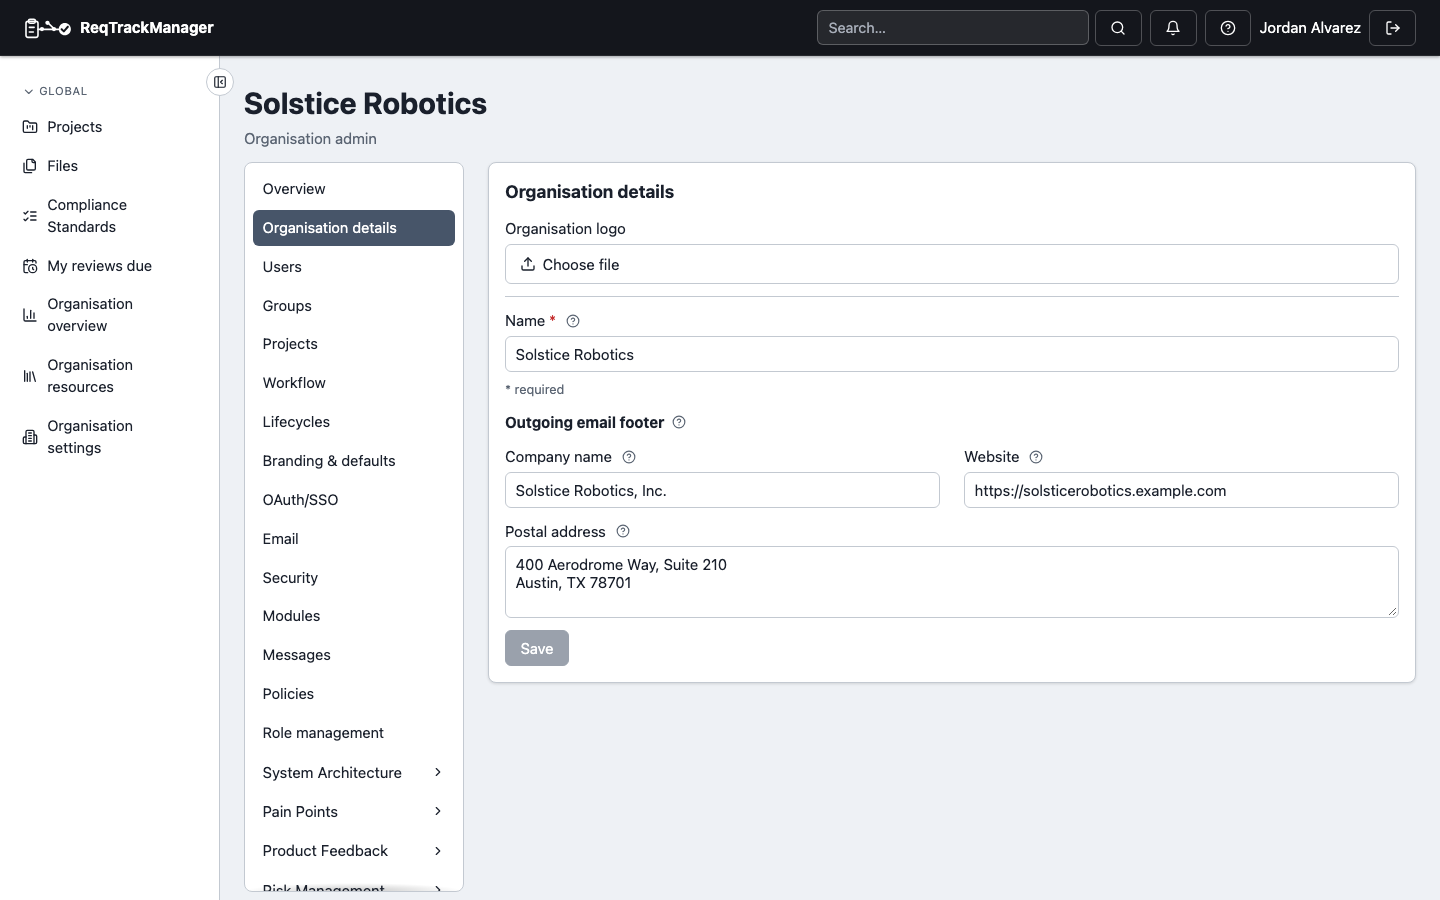 ReqTrackManager
Search...
Jordan Alvarez
GLOBAL
Projects
Files
Compliance
Standards
My reviews due
Organisation
overview
Organisation
resources
Organisation
settings
Solstice Robotics
Organisation admin
Overview
Organisation details
Users
Groups
Projects
Workflow
Lifecycles
Branding & defaults
OAuth/SSO
Email
Security
Modules
Messages
Policies
Role management
System Architecture
Pain Points
Product Feedback
Risk Management
Organisation details
Organisation logo
Choose file
Name *
Solstice Robotics
* required
Outgoing email footer
Company name
Website
Solstice Robotics, Inc.
https://solsticerobotics.example.com
Postal address
400 Aerodrome Way, Suite 210
Austin, TX 78701
Save